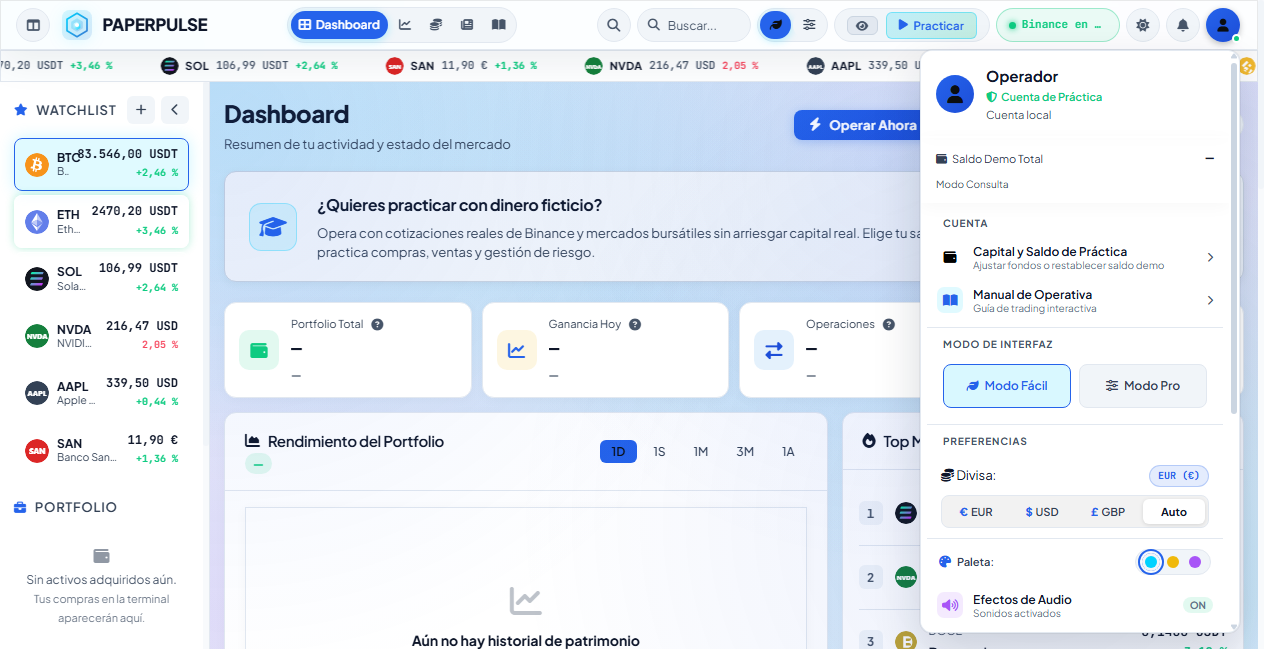 PAPERPULSE
Dashboard
Buscar...
Practicar
Binance en ...
70,20 USDT +3,46 %
SOL 106,99 USDT +2,64 %
SAN 11,90 € +1,36 %
NVDA 216,47 USD 2,05 %
AAPL 339,50 U
WATCHLIST
BTC 83.546,00 USDT
B.. +2,46 %
ETH 2470,20 USDT
Eth... +3,46 %
SOL 106,99 USDT
Sola... +2,64 %
NVDA 216,47 USD
NVIDI... 2,05 %
AAPL 339,50 USD
Apple ... +0,44 %
SAN 11,90 €
Banco San... +1,36 %
PORTFOLIO
Sin activos adquiridos aún.
Tus compras en la terminal
aparecerán aquí.
Dashboard
Resumen de tu actividad y estado del mercado
Operar Ahora
¿Quieres practicar con dinero ficticio?
Opera con cotizaciones reales de Binance y mercados bursátiles sin arriesgar capital real. Elige tu sa
practica compras, ventas y gestión de riesgo.
Portfolio Total ?
—
—
Ganancia Hoy ?
—
—
Operaciones ?
—
—
Rendimiento del Portfolio
—
1D 1S 1M 3M 1A
Aún no hay historial de patrimonio
Top M
1
2
NVDA
3
Operador
Cuenta de Práctica
Cuenta local
Saldo Demo Total —
Modo Consulta
CUENTA
Capital y Saldo de Práctica
Ajustar fondos o restablecer saldo demo
Manual de Operativa
Guía de trading interactiva
MODO DE INTERFAZ
Modo Fácil
Modo Pro
PREFERENCIAS
Divisa: EUR (€)
€ EUR $ USD £ GBP Auto
Paleta:
Efectos de Audio
Sonidos activados
ON